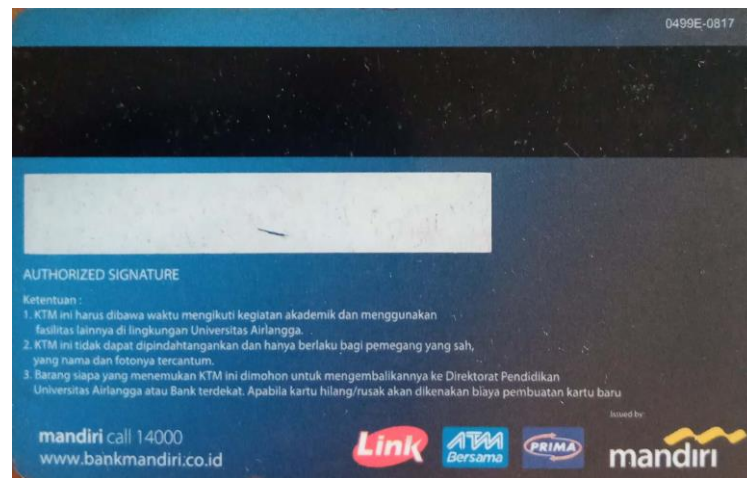 0499E-0817
AUTHORIZED SIGNATURE
Ketentuan :
1. KTM ini harus dibawa waktu mengikuti kegiatan akademik dan menggunakan
fasilitas lainnya di lingkungan Universitas Airlangga.
2. KTM ini tidak dapat dipindahtangankan dan hanya berlaku bagi pemegang yang sah,
yang nama dan fotonya tercantum.
3. Barang siapa yang menemukan KTM ini dimohon untuk mengembalikannya ke Direktorat Pendidikan
Universitas Airlangga atau Bank terdekat. Apabila kartu hilang/rusak akan dikenakan biaya pembuatan kartu baru
mandiri call 14000
www.bankmandiri.co.id
Link
ATM
Bersama
PRIMA
Issued by:
mandiri